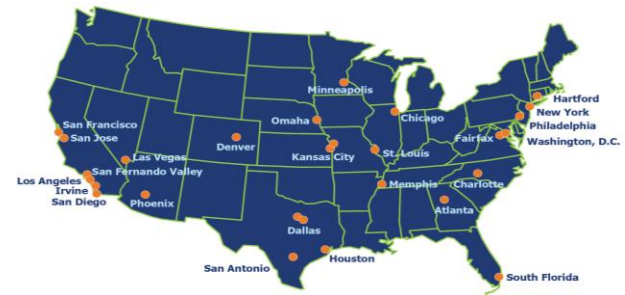 Minneapolis
Hartford
New York
Philadelphia
Washington, D.C.
Fairfax
Chicago
Omaha
San Francisco
San Jose
Denver
Kansas City
St. Louis
Las Vegas
San Fernando Valley
Los Angeles
Irvine
San Diego
Phoenix
Memphis
Charlotte
Atlanta
Dallas
Houston
San Antonio
South Florida